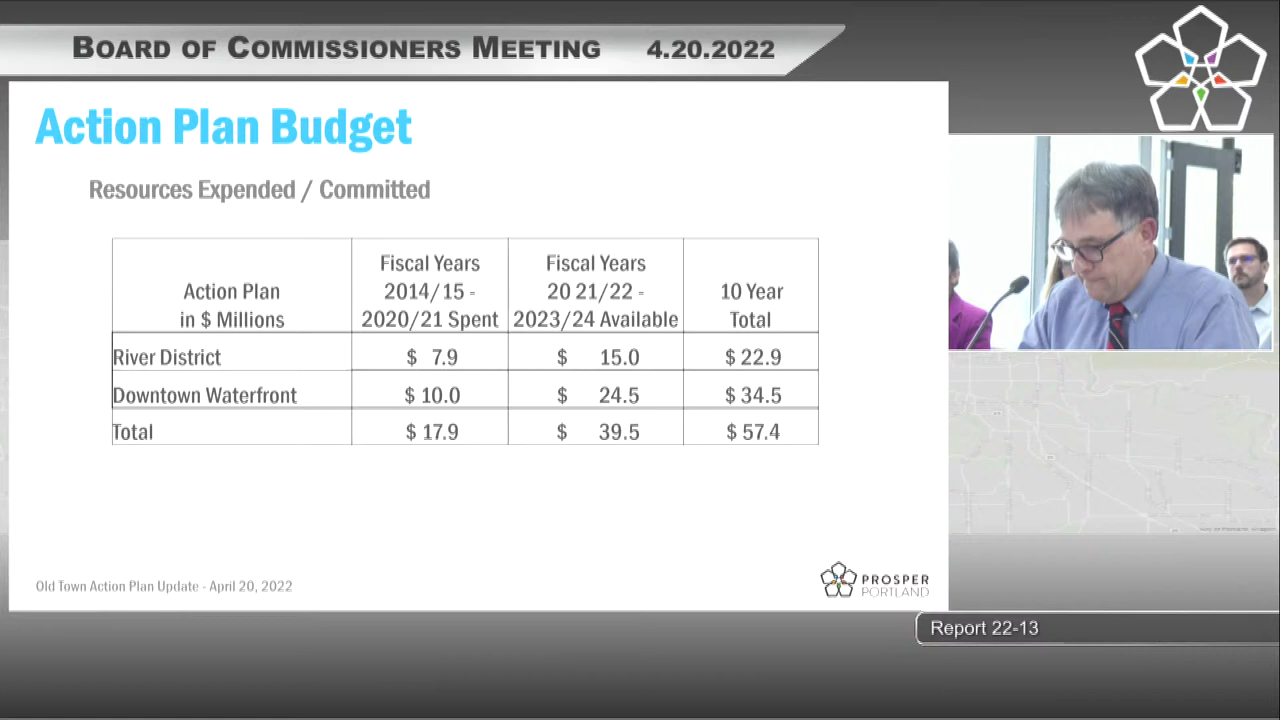 BOARD OF COMMISSIONERS MEETING 4.20.2022
Action Plan Budget
Resources Expended / Committed
Action Plan
in $ Millions
Fiscal Years
2014/15 -
2020/21 Spent
Fiscal Years
20 21/22 -
2023/24 Available
10 Year
Total
River District $ 7.9 $ 15.0 $ 22.9
Downtown Waterfront $ 10.0 $ 24.5 $ 34.5
Total $ 17.9 $ 39.5 $ 57.4
Old Town Action Plan Update - April 20, 2022
PROSPER
PORTLAND
Report 22-13